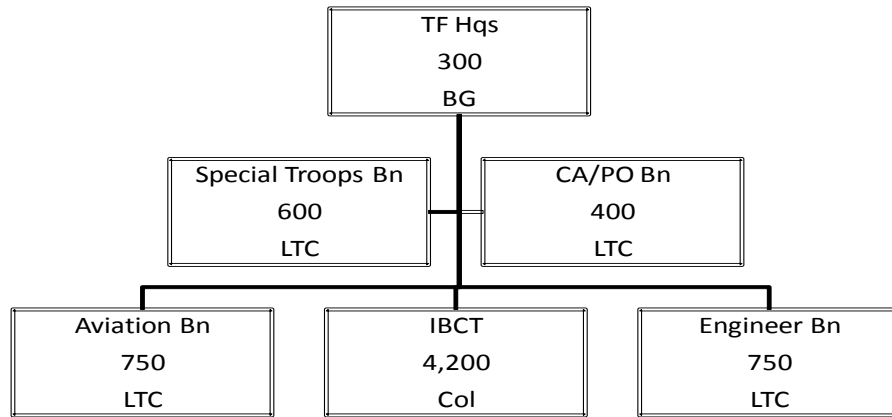 TF Hqs
300
BG
Special Troops Bn
600
LTC
CA/PO Bn
400
LTC
Aviation Bn
750
LTC
IBCT
4,200
Col
Engineer Bn
750
LTC